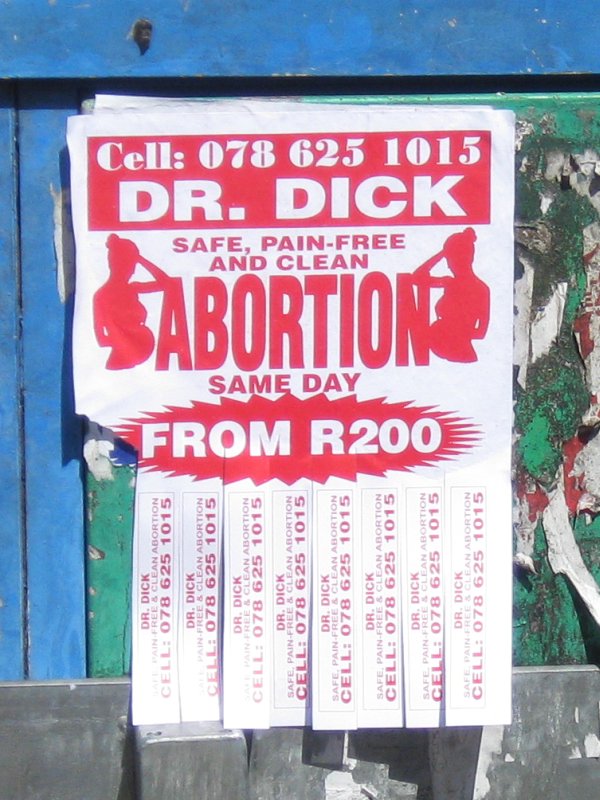 Cell: 078 625 1015
DR. DICK
SAFE, PAIN-FREE
AND CLEAN
ABORTION
SAME DAY
FROM R200
DR. DICK
SAFE, PAIN-FREE & CLEAN ABORTION
CELL: 078 625 1015
DR. DICK
SAFE, PAIN-FREE & CLEAN ABORTION
CELL: 078 625 1015
DR. DICK
SAFE, PAIN-FREE & CLEAN ABORTION
CELL: 078 625 1015
DR. DICK
SAFE, PAIN-FREE & CLEAN ABORTION
CELL: 078 625 1015
DR. DICK
SAFE, PAIN-FREE & CLEAN ABORTION
CELL: 078 625 1015
DR. DICK
SAFE, PAIN-FREE & CLEAN ABORTION
CELL: 078 625 1015
DR. DICK
SAFE, PAIN-FREE & CLEAN ABORTION
CELL: 078 625 1015
DR. DICK
SAFE, PAIN-FREE & CLEAN ABORTION
CELL: 078 625 1015